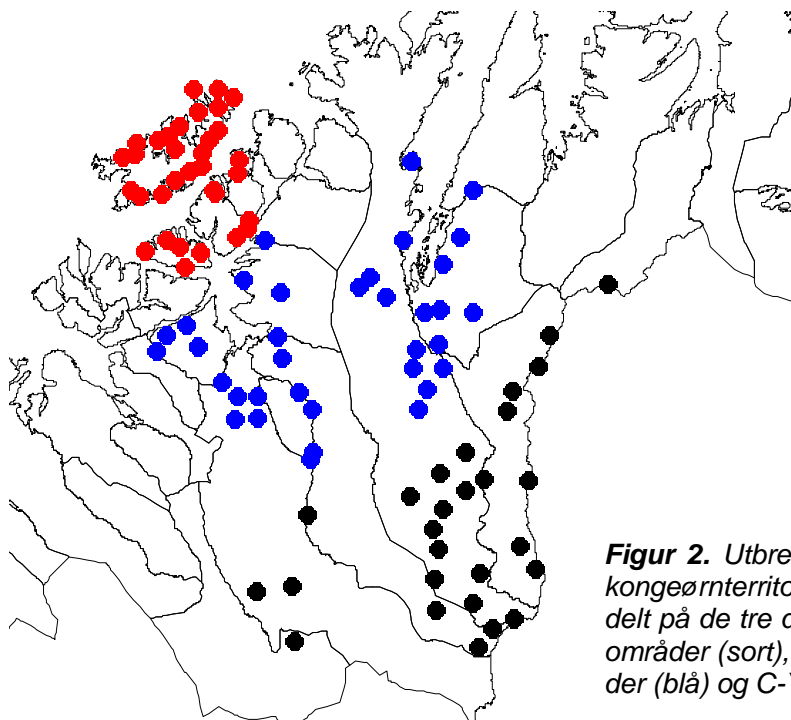 Figur 2. Utbre
kongeørnterrito
delt på de tre
områder (sort),
der (blå) og C-